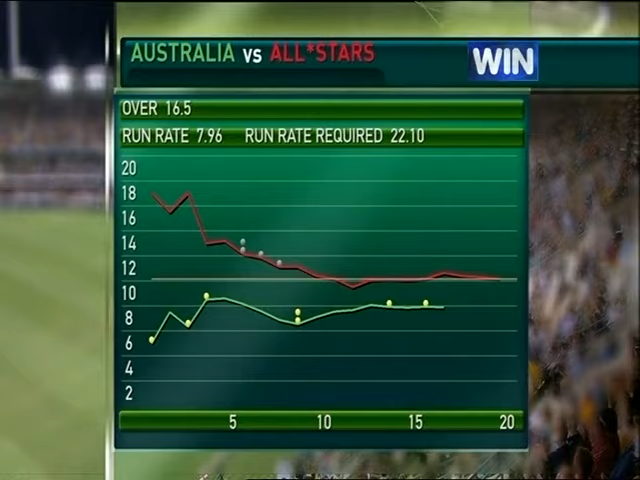 AUSTRALIA vs ALL*STARS
WIN
OVER 16.5
RUN RATE 7.96 RUN RATE REQUIRED 22.10
20
18
16
14
12
10
8
6
4
2
5 10 15 20